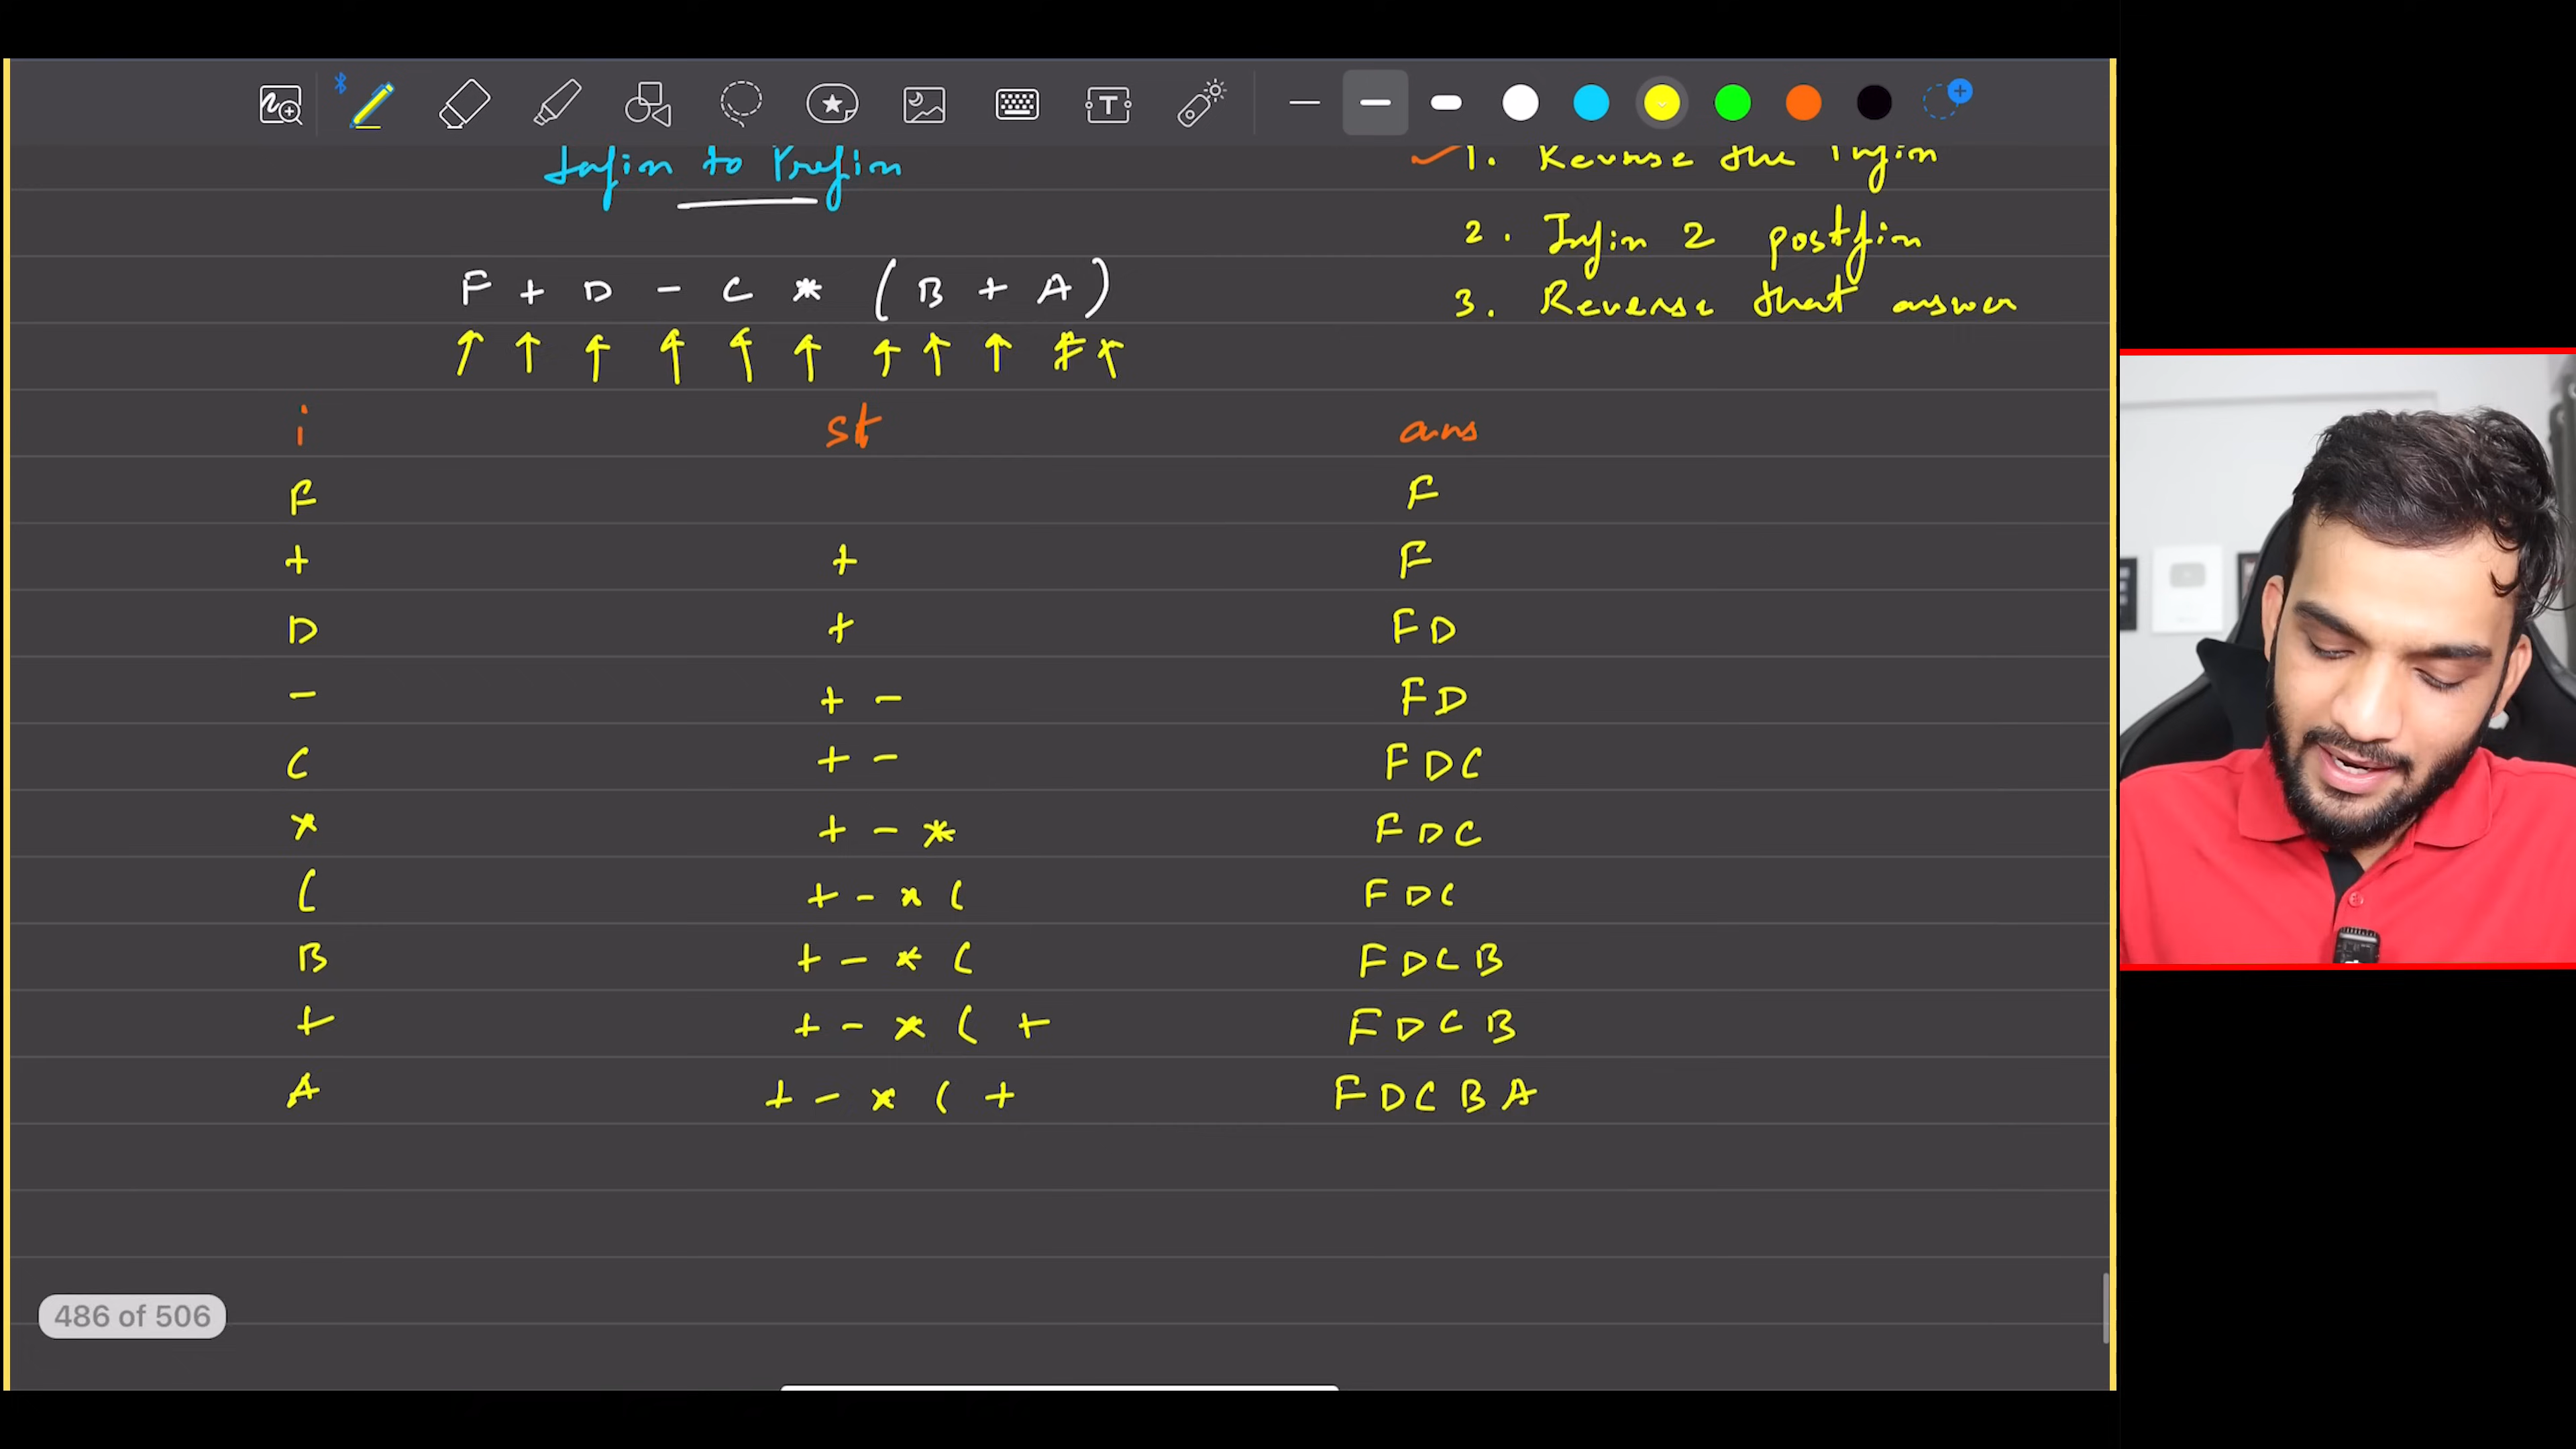 Infix to Prefix
1. Reverse the Infix
2. Infix 2 postfix
3. Reverse that answer
F + D - C * ( B + A )
i st ans
F F
+ + F
D + F D
- + - F D
C + - F D C
* + - * F D C
( + - * ( F D C
B + - * ( F D C B
+ + - * ( + F D C B
A + - * ( + F D C B A
486 of 506